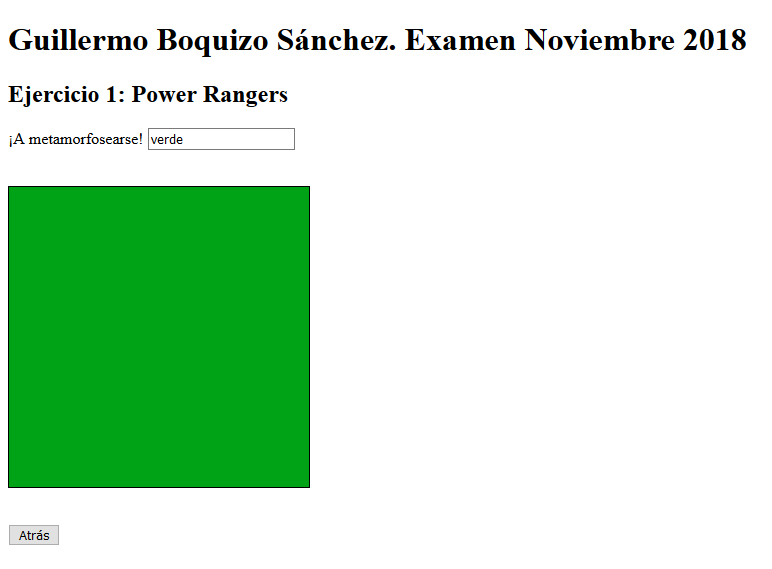 Guillermo Boquizo Sánchez. Examen Noviembre 2018
Ejercicio 1: Power Rangers
¡A metamorfosearse! verde
Atrás